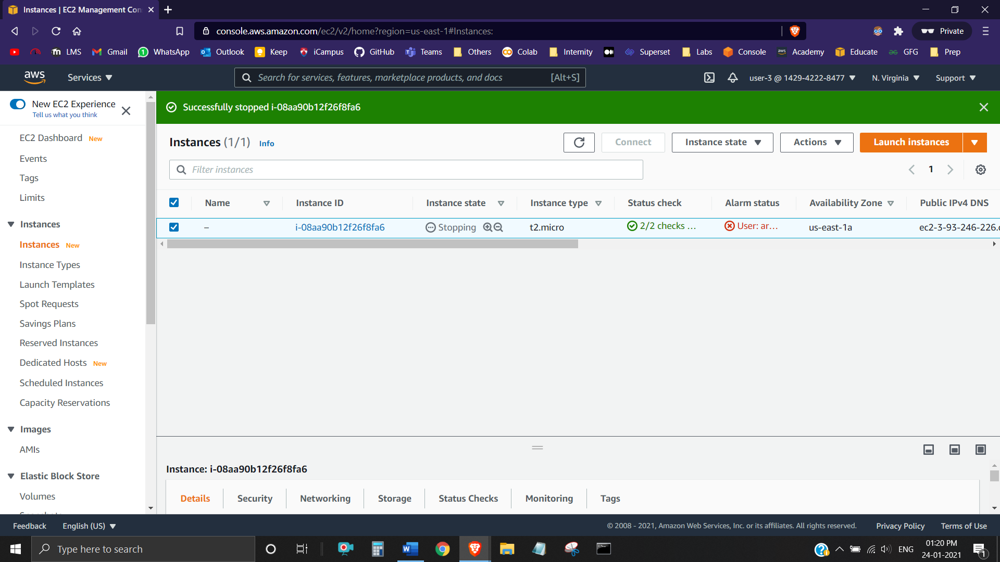 Instances | EC2 Management Con
console.aws.amazon.com/ec2/v2/home?region=us-east-1#Instances:
Private
LMS Gmail WhatsApp Outlook Keep iCampus GitHub Teams Others Colab Internity Superset Labs Console Academy Educate GFG Prep
aws Services Search for services, features, marketplace products, and docs [Alt+S] user-3 @ 1429-4222-8477 N. Virginia Support
New EC2 Experience
Tell us what you think
EC2 Dashboard New
Events
Tags
Limits
Instances
Instances New
Instance Types
Launch Templates
Spot Requests
Savings Plans
Reserved Instances
Dedicated Hosts New
Scheduled Instances
Capacity Reservations
Images
AMIs
Elastic Block Store
Volumes
Successfully stopped i-08aa90b12f26f8fa6
Instances (1/1) Info
Connect Instance state Actions Launch instances
Filter instances
1
Name Instance ID Instance state Instance type Status check Alarm status Availability Zone Public IPv4 DNS
– i-08aa90b12f26f8fa6 Stopping t2.micro 2/2 checks ... User: ar... us-east-1a ec2-3-93-246-226.c
Instance: i-08aa90b12f26f8fa6
Details Security Networking Storage Status Checks Monitoring Tags
Feedback English (US) © 2008 - 2021, Amazon Web Services, Inc. or its affiliates. All rights reserved. Privacy Policy Terms of Use
Type here to search
ENG
01:20 PM
24-01-2021
1